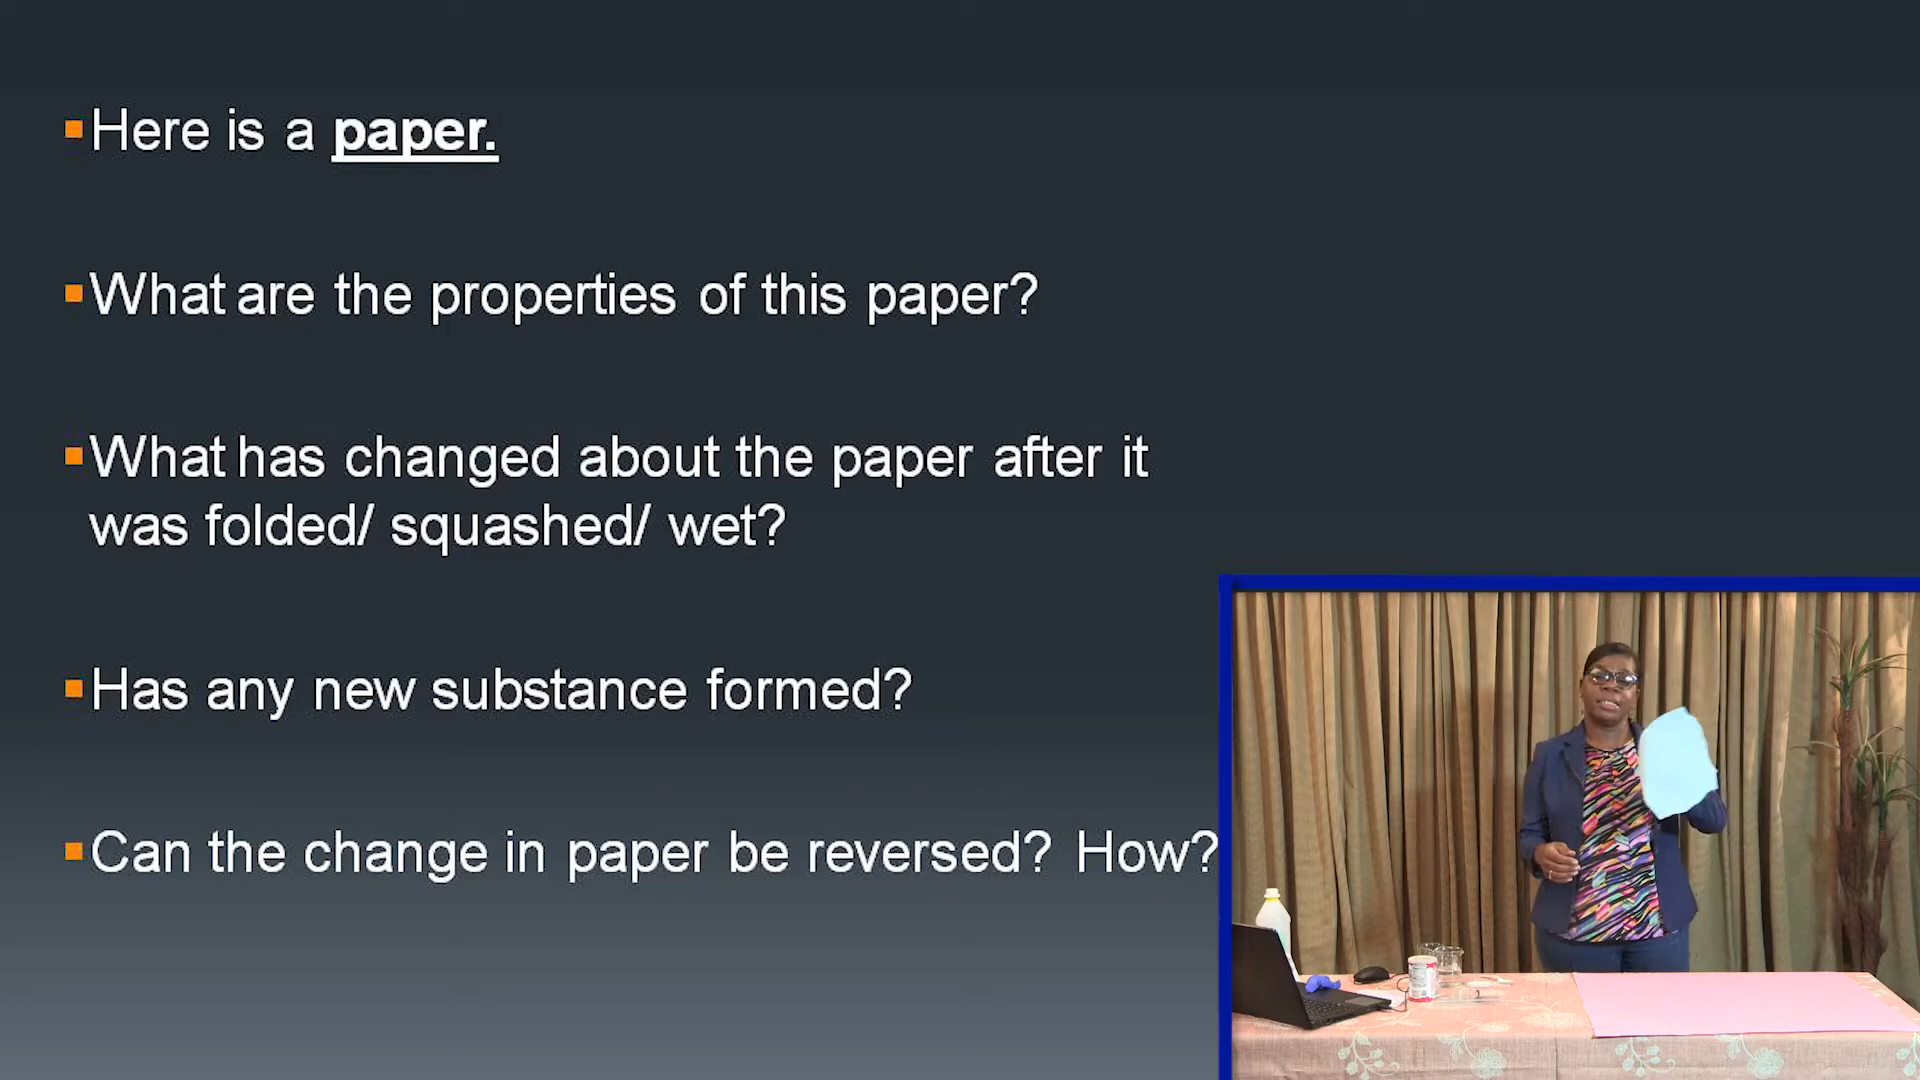 Here is a paper.
What are the properties of this paper?
What has changed about the paper after it
was folded/ squashed/ wet?
Has any new substance formed?
Can the change in paper be reversed? How?